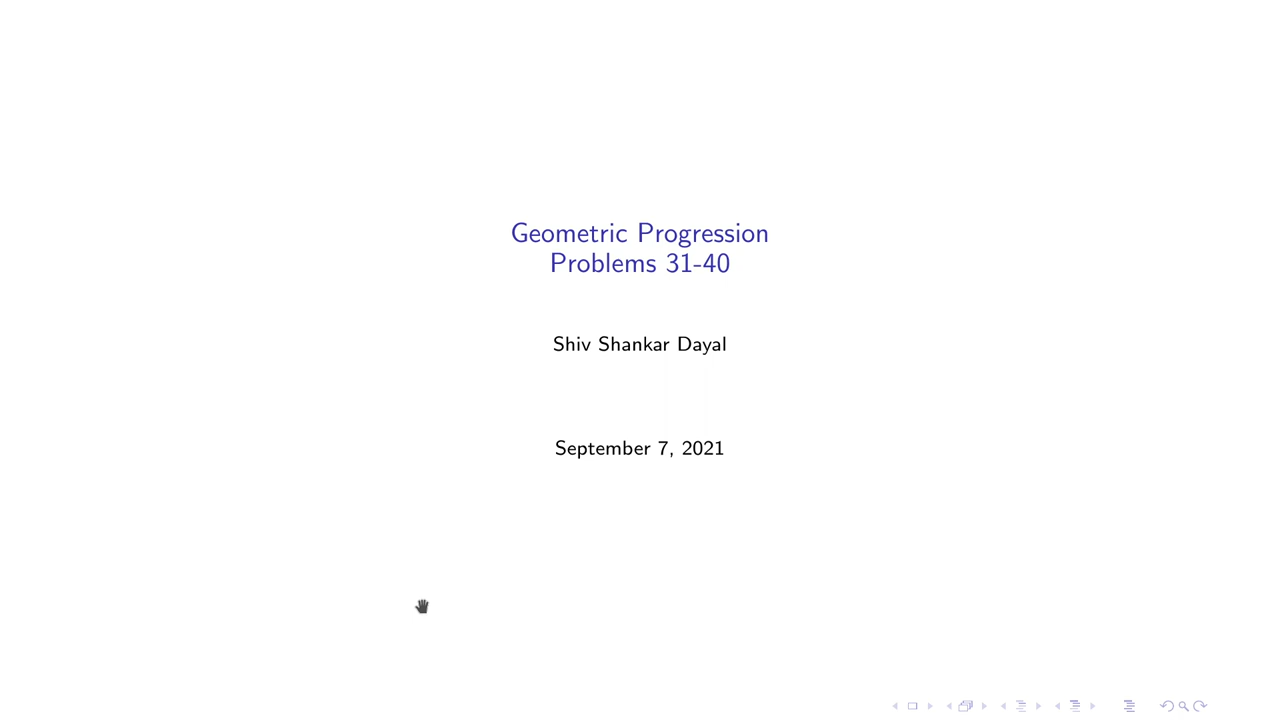 Geometric Progression
Problems 31-40
Shiv Shankar Dayal
September 7, 2021